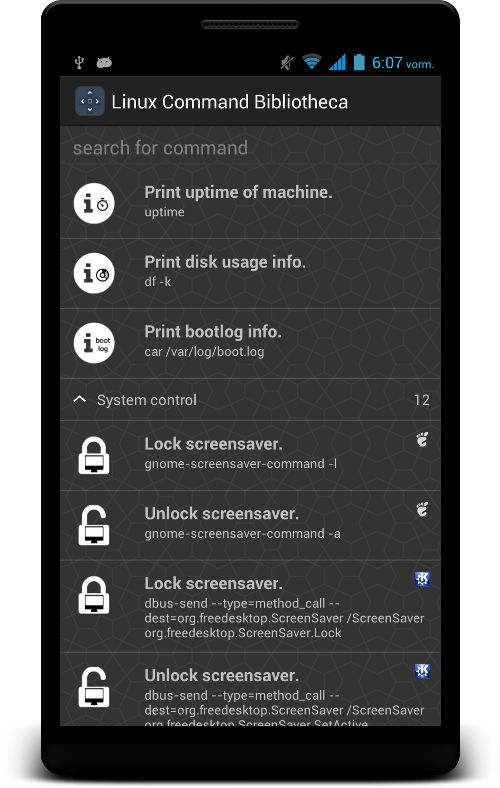 6:07 vorm.
Linux Command Bibliotheca
search for command
Print uptime of machine.
uptime
Print disk usage info.
df -k
boot
log
Print bootlog info.
car /var/log/boot.log
System control
12
Lock screensaver.
gnome-screensaver-command -l
Unlock screensaver.
gnome-screensaver-command -a
Lock screensaver.
dbus-send --type=method_call --
dest=org.freedesktop.ScreenSaver /ScreenSaver
org.freedesktop.ScreenSaver.Lock
Unlock screensaver.
dbus-send --type=method_call --
dest=org.freedesktop.ScreenSaver /ScreenSaver
org.freedesktop.ScreenSaver.SetActive